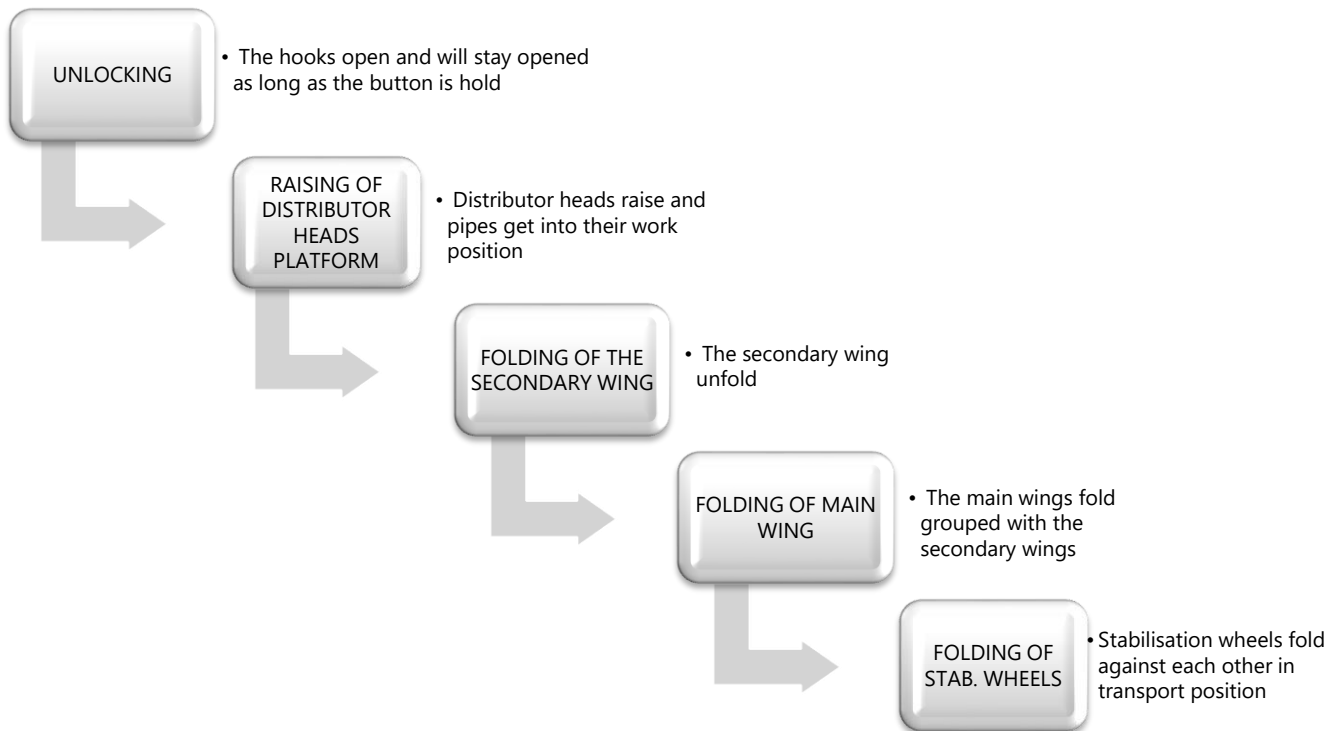 UNLOCKING
• The hooks open and will stay opened
as long as the button is hold
RAISING OF
DISTRIBUTOR
HEADS
PLATFORM
• Distributor heads raise and
pipes get into their work
position
FOLDING OF THE
SECONDARY WING
• The secondary wing
unfold
FOLDING OF MAIN
WING
• The main wings fold
grouped with the
secondary wings
FOLDING OF
STAB. WHEELS
• Stabilisation wheels fold
against each other in
transport position